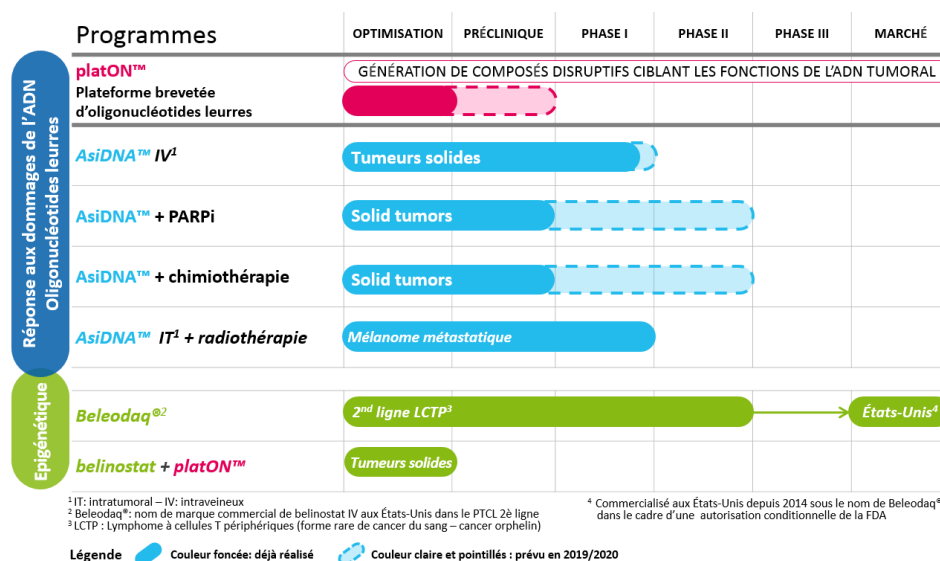 Programmes
OPTIMISATION PRÉCLINIQUE PHASE I PHASE II PHASE III MARCHÉ
Réponse aux dommages de l'ADN
Oligonucléotides leurres
platON™
GÉNÉRATION DE COMPOSÉS DISRUPTIFS CIBLANT LES FONCTIONS DE L'ADN TUMORAL
Plateforme brevetée
d'oligonucléotides leurres
AsiDNA™ IV¹
Tumeurs solides
AsiDNA™ + PARPi
Solid tumors
AsiDNA™ + chimiothérapie
Solid tumors
AsiDNA™ IT¹ + radiothérapie
Mélanome métastatique
Epigénétique
Beleodaq®²
2nd ligne LCTP³
États-Unis⁴
belinostat + platON™
Tumeurs solides
¹ IT: intratumoral – IV: intraveineux
² Beleodaq®: nom de marque commercial de belinostat IV aux États-Unis dans le PTCL 2è ligne
³ LCTP : Lymphome à cellules T périphériques (forme rare de cancer du sang – cancer orphelin)
⁴ Commercialisé aux États-Unis depuis 2014 sous le nom de Beleodaq®
dans le cadre d'une autorisation conditionnelle de la FDA
Légende Couleur foncée: déjà réalisé Couleur claire et pointillés : prévu en 2019/2020